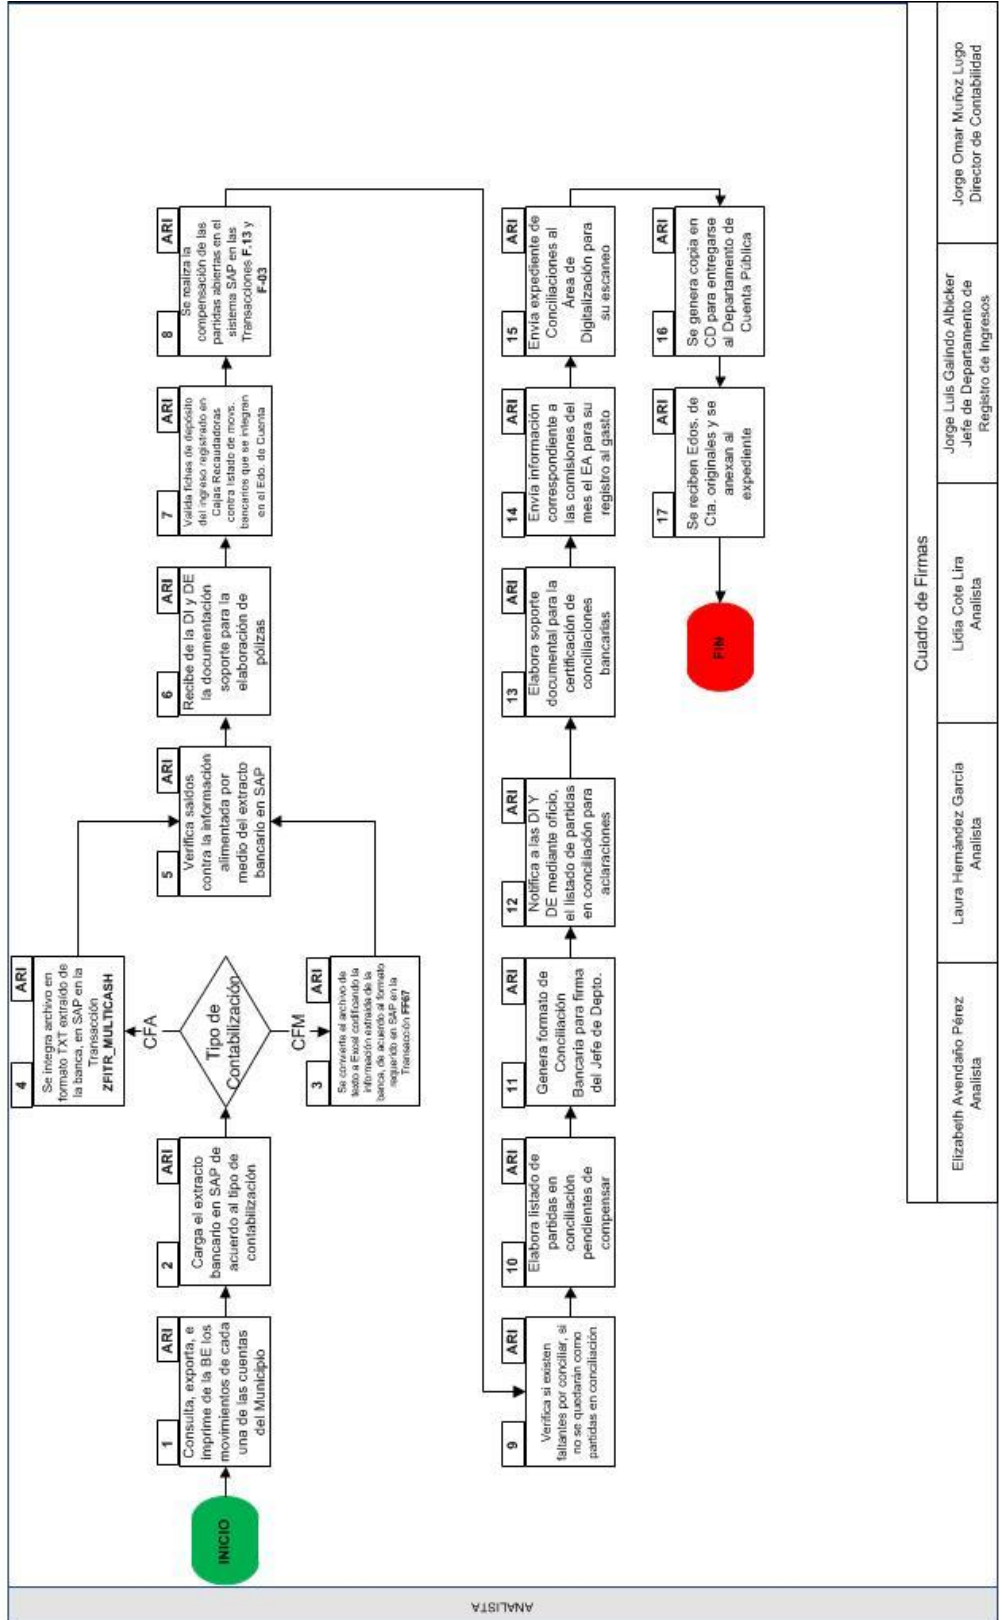 ANALISTA
INICIO
1
ARI
Consulta, exporta, e
imprime de la BE los
movimientos de cada
una de las cuentas
del Municipio
2
ARI
Carga el extracto
bancario en SAP de
acuerdo al tipo de
contabilización
Tipo de
Contabilización
CFA
CFM
4
ARI
Se integra archivo en
formato TXT extraído de
la banca, en SAP en la
Transacción
ZFITR_MULTICASH
3
ARI
Se convierte el archivo de
texto a Excel codificando la
información extraída de la
banca, de acuerdo al formato
requerido en SAP en la
Transacción FF67
5
ARI
Verifica saldos
contra la información
alimentada por
medio del extracto
bancario en SAP
6
ARI
Recibe de la DI y DE
la documentación
soporte para la
elaboración de
pólizas
7
ARI
Valida fichas de depósito
del ingreso registrado en
Cajas Recaudadoras
contra listado de movs.
bancarios que se integran
en el Edo. de Cuenta
8
ARI
Se realiza la
compensación de las
partidas abiertas en el
sistema SAP en las
Transacciones F.13 y
F-03
9
ARI
Verifica si existen
faltantes por conciliar, si
no se quedarán como
partidas en conciliación
10
ARI
Elabora listado de
partidas en
conciliación
pendientes de
compensar
11
ARI
Genera formato de
Conciliación
Bancaria para firma
del Jefe de Depto.
12
ARI
Notifica a las DI Y
DE mediante oficio,
el listado de partidas
en conciliación para
aclaraciones
13
ARI
Elabora soporte
documental para la
certificación de
conciliaciones
bancarias
14
ARI
Envía información
correspondiente a
las comisiones del
mes el EA para su
registro al gasto
15
ARI
Envía expediente de
Conciliaciones al
Área de
Digitalización para
su escaneo
16
ARI
Se genera copia en
CD para entregarse
al Departamento de
Cuenta Pública
17
ARI
Se reciben Edos. de
Cta. originales y se
anexan al
expediente
FIN
Cuadro de Firmas
Elizabeth Avendaño Pérez
Analista
Laura Hernández García
Analista
Lidia Cote Lira
Analista
Jorge Luis Galindo Albicker
Jefe de Departamento de
Registro de Ingresos
Jorge Omar Muñoz Lugo
Director de Contabilidad